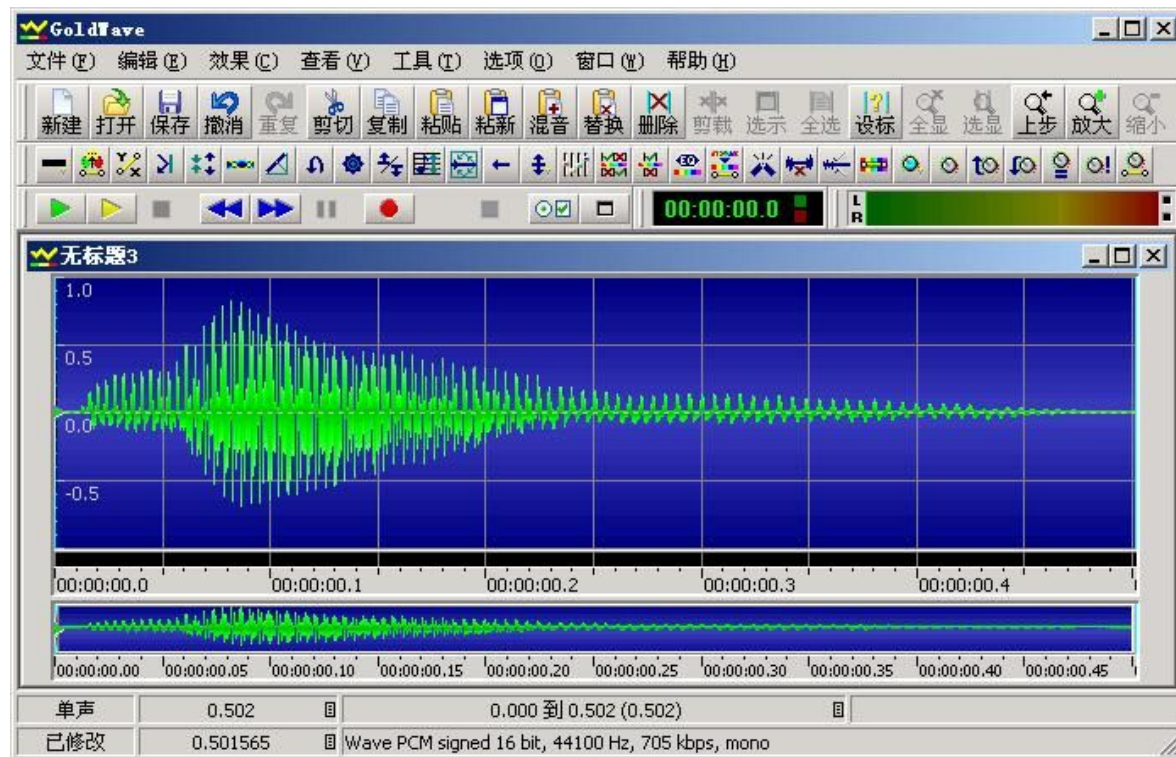 GoldWave
文件(F) 编辑(E) 效果(C) 查看(V) 工具(T) 选项(O) 窗口(W) 帮助(H)
新建 打开 保存 撤消 重复 剪切 复制 粘贴 粘新 混音 替换 删除 剪裁 选示 全选 设标 全显 选显 上步 放大 缩小
00:00:00.0
L
R
无标题3
1.0
0.5
0.0
-0.5
00:00:00.0 00:00:00.1 00:00:00.2 00:00:00.3 00:00:00.4
00:00:00.00 00:00:00.05 00:00:00.10 00:00:00.15 00:00:00.20 00:00:00.25 00:00:00.30 00:00:00.35 00:00:00.40 00:00:00.45
单声 0.502 0.000 到 0.502 (0.502)
已修改 0.501565 Wave PCM signed 16 bit, 44100 Hz, 705 kbps, mono